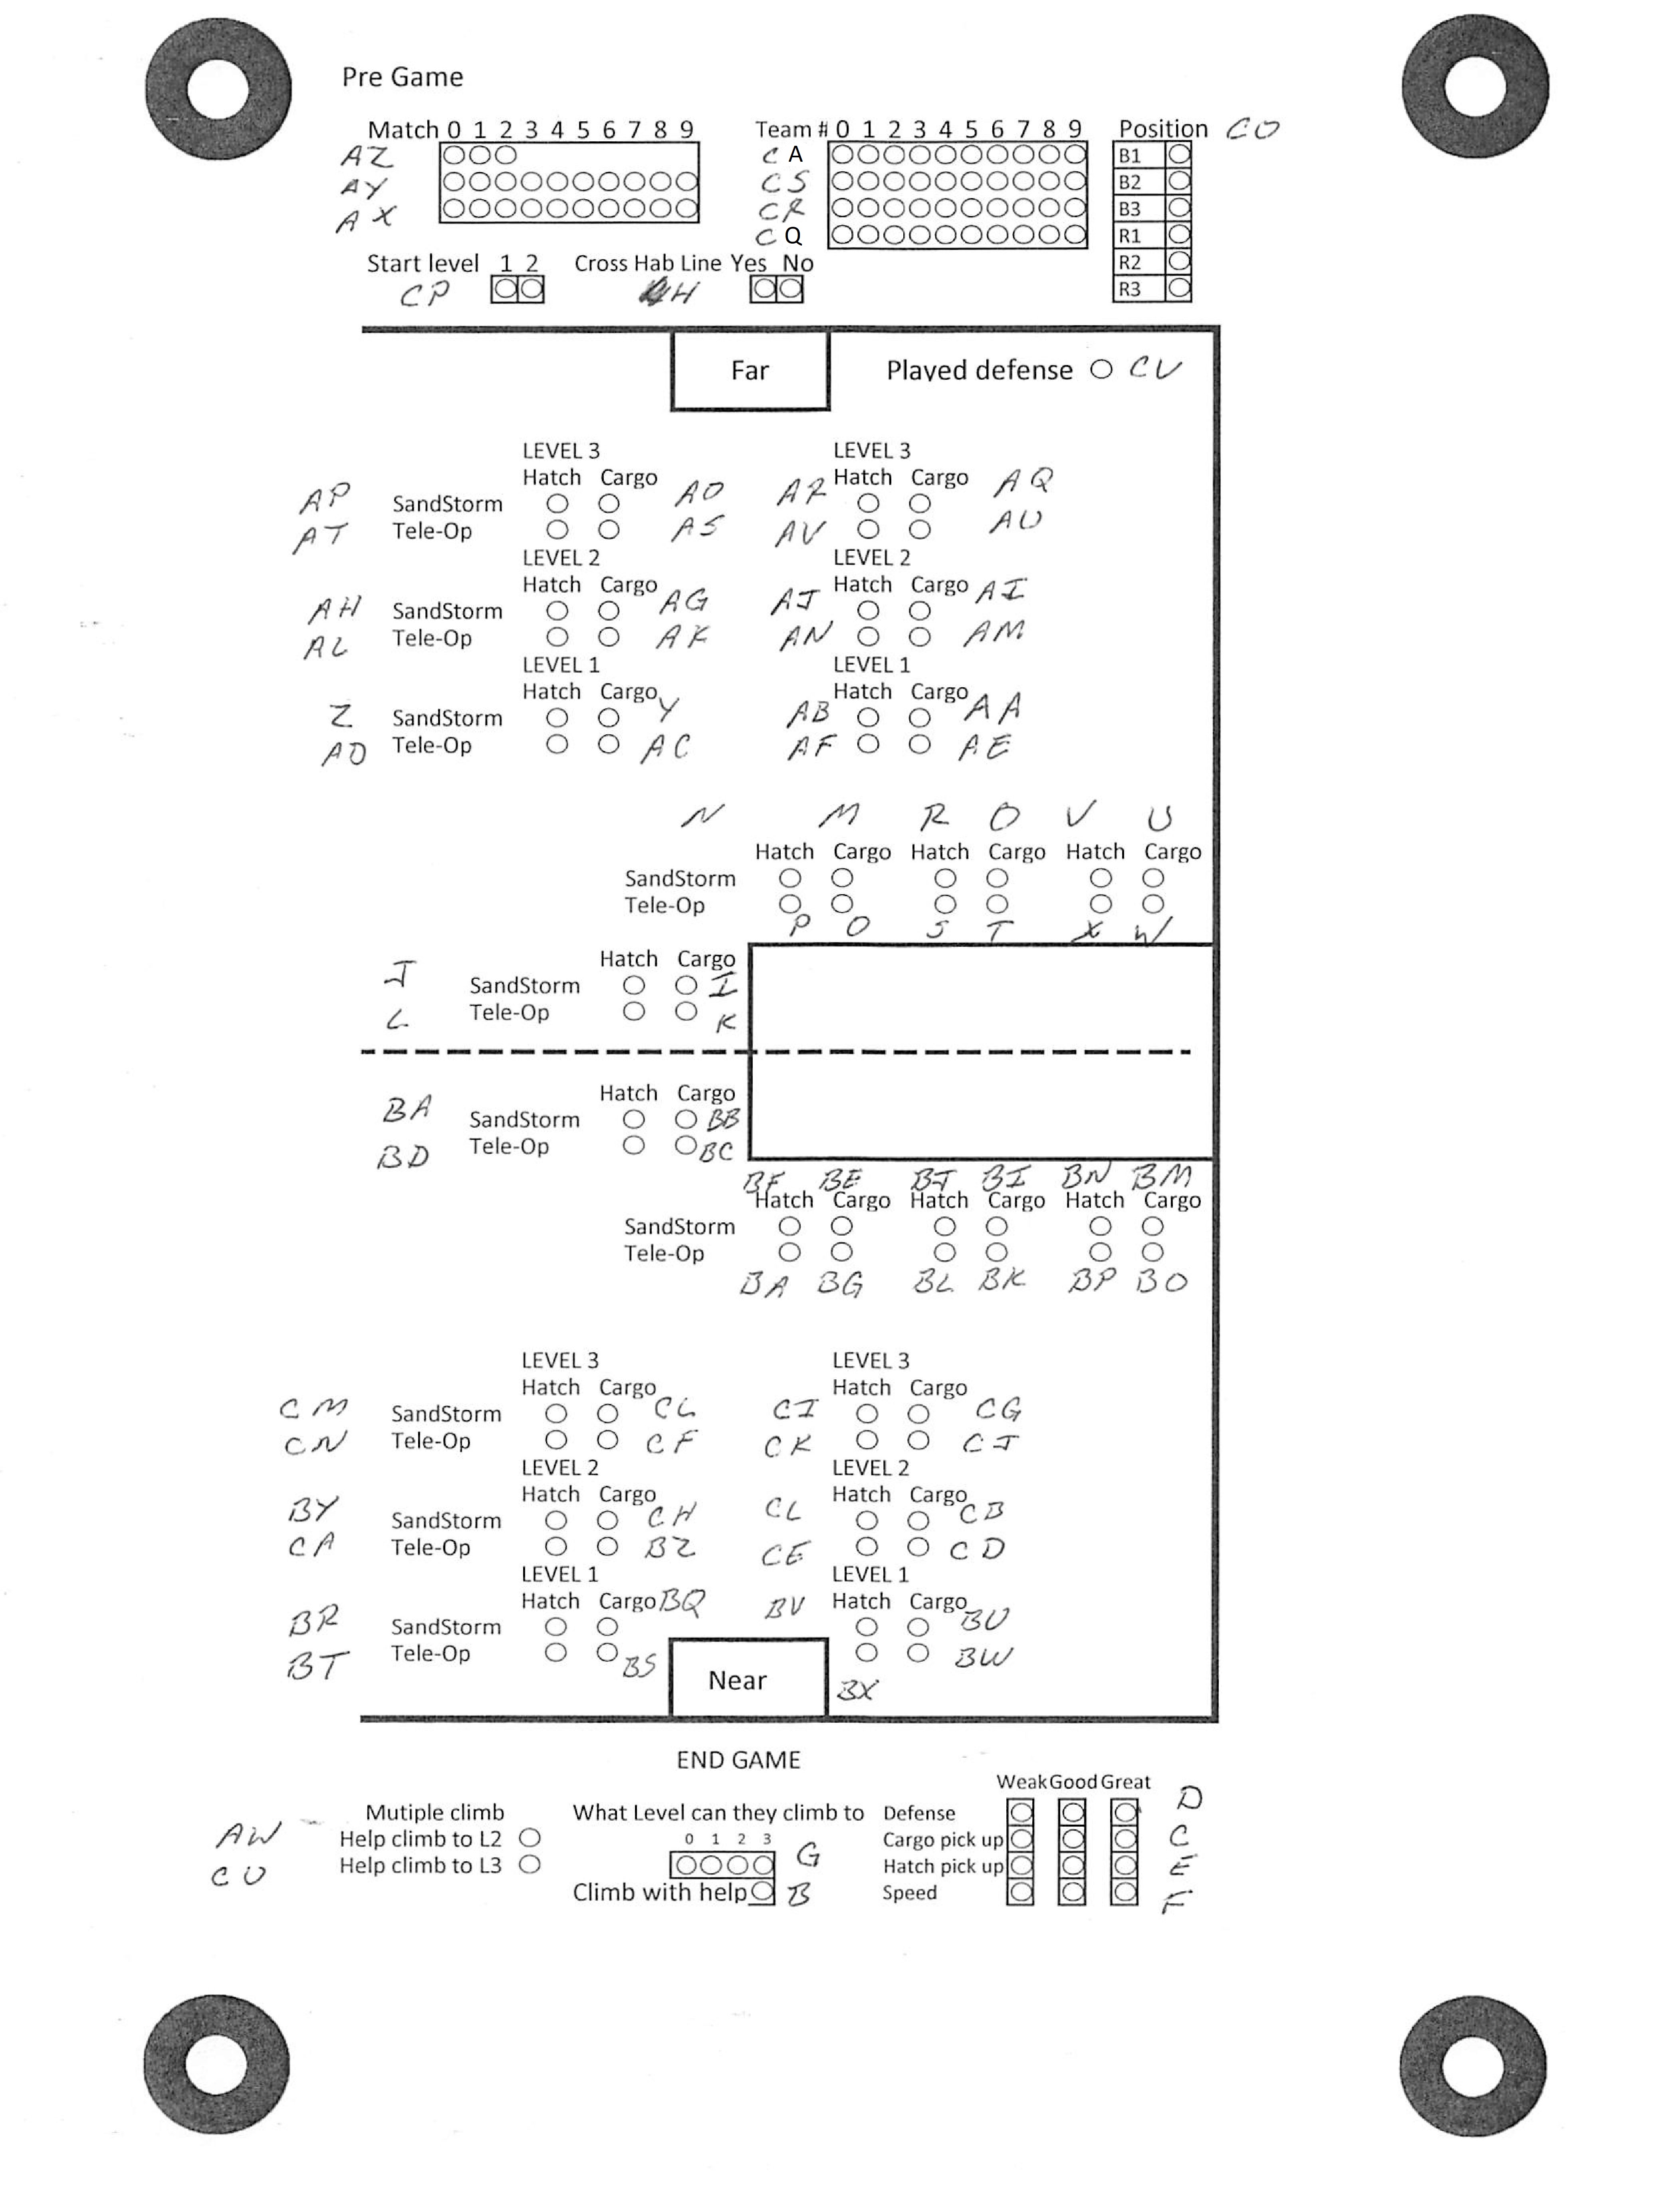 Pre Game
Match 0 1 2 3 4 5 6 7 8 9 Team # 0 1 2 3 4 5 6 7 8 9 Position CO
AZ C A B1
AY CS B2
AX CR B3
C Q R1
Start level 1 2 Cross Hab Line Yes No R2
CP H R3
Far Played defense CV
LEVEL 3 LEVEL 3
Hatch Cargo Hatch Cargo
AP SandStorm AO AR AQ
AT Tele-Op AS AV AU
LEVEL 2 LEVEL 2
Hatch Cargo Hatch Cargo
AH SandStorm AG AJ AI
AL Tele-Op AK AN AM
LEVEL 1 LEVEL 1
Hatch Cargo Hatch Cargo
Z SandStorm Y AB AA
AD Tele-Op AC AF AE
N M R Q V U
Hatch Cargo Hatch Cargo Hatch Cargo
SandStorm
Tele-Op
P O S T X W
Hatch Cargo
J SandStorm I
L Tele-Op K
Hatch Cargo
BA SandStorm BB
BD Tele-Op BC
BF BE BJ BI BN BM
Hatch Cargo Hatch Cargo Hatch Cargo
SandStorm
Tele-Op
BA BG BL BK BP BO
LEVEL 3 LEVEL 3
Hatch Cargo Hatch Cargo
CM SandStorm CL CI CG
CN Tele-Op CF CK CJ
LEVEL 2 LEVEL 2
Hatch Cargo Hatch Cargo
BY SandStorm CH CL CB
CA Tele-Op BZ CE CD
LEVEL 1 LEVEL 1
Hatch Cargo BQ BV Hatch Cargo
BR SandStorm BU
BT Tele-Op BS BW
Near BX
END GAME
Weak Good Great
Mutiple climb What Level can they climb to Defense D
AW Help climb to L2 0 1 2 3 Cargo pick up C
CU Help climb to L3 G Hatch pick up E
Climb with help B Speed F